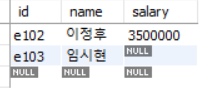 id name salary
e102 이정후 3500000
e103 임시현 NULL
NULL NULL NULL